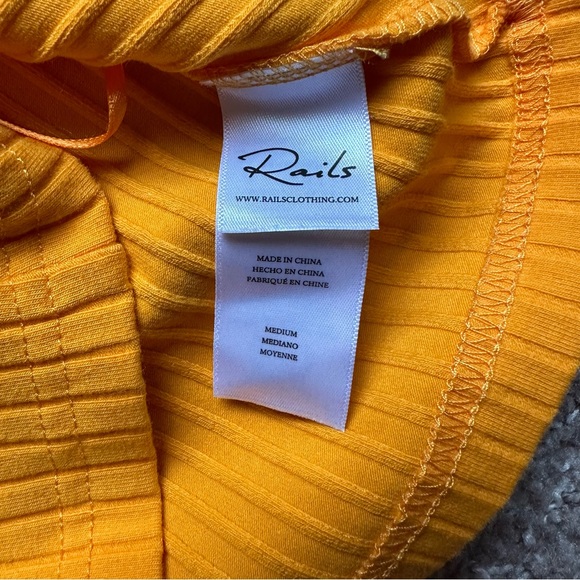 Rails
WWW.RAILSCLOTHING.COM
MADE IN CHINA
HECHO EN CHINA
FABRIQUÉ EN CHINE
MEDIUM
MEDIANO
MOYENNE